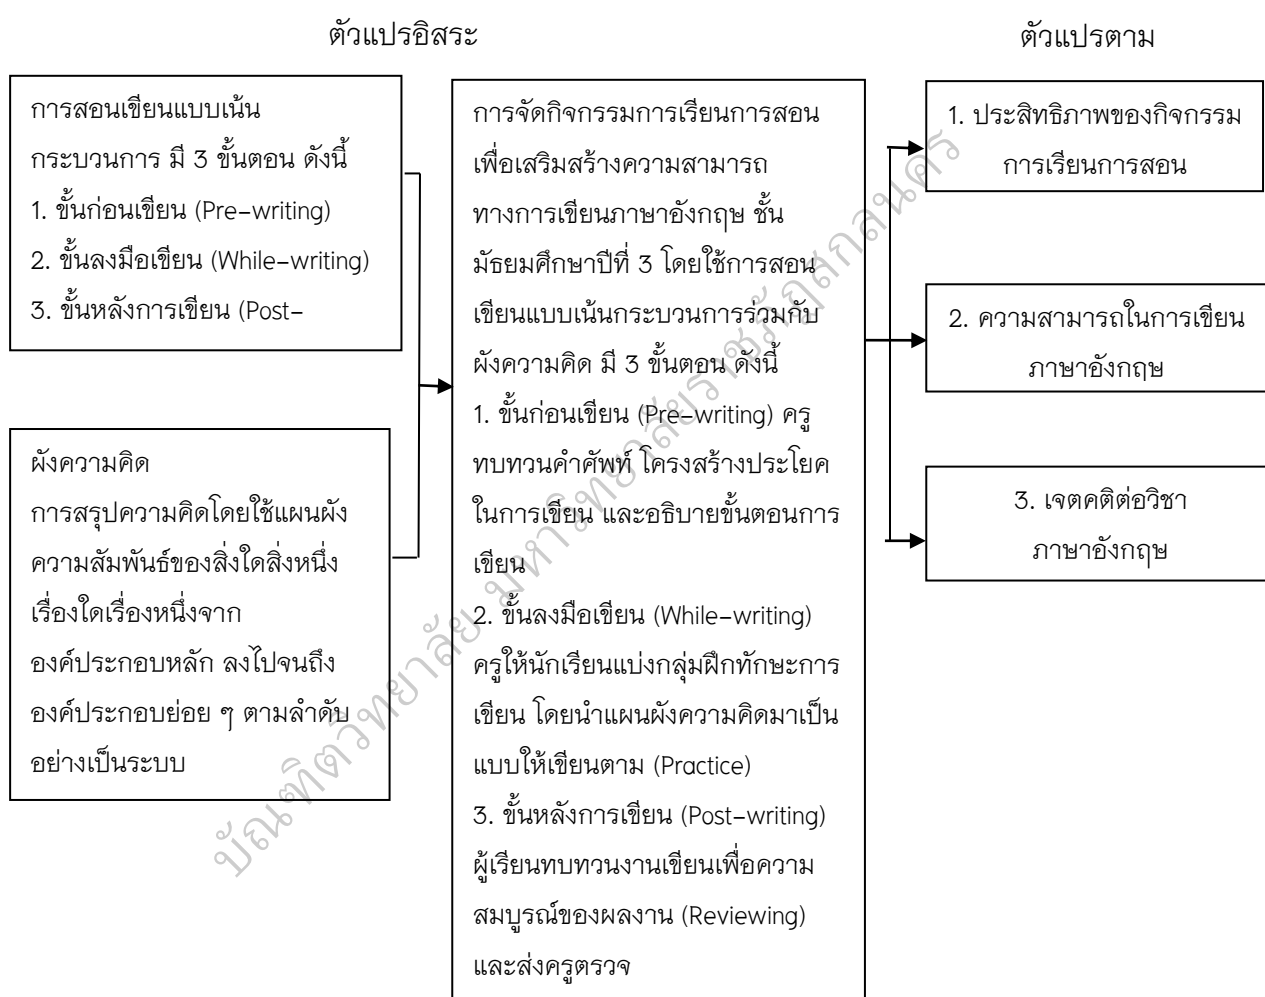 ตัวแปรอิสระ
ตัวแปรตาม
การสอนเขียนแบบเน้น
กระบวนการ มี 3 ขั้นตอน ดังนี้
1. ขั้นก่อนเขียน (Pre–writing)
2. ขั้นลงมือเขียน (While–writing)
3. ขั้นหลังการเขียน (Post–
ผังความคิด
การสรุปความคิดโดยใช้แผนผัง
ความสัมพันธ์ของสิ่งใดสิ่งหนึ่ง
เรื่องใดเรื่องหนึ่งจาก
องค์ประกอบหลัก ลงไปจนถึง
องค์ประกอบย่อย ๆ ตามลำดับ
อย่างเป็นระบบ
การจัดกิจกรรมการเรียนการสอน
เพื่อเสริมสร้างความสามารถ
ทางการเขียนภาษาอังกฤษ ชั้น
มัธยมศึกษาปีที่ 3 โดยใช้การสอน
เขียนแบบเน้นกระบวนการร่วมกับ
ผังความคิด มี 3 ขั้นตอน ดังนี้
1. ขั้นก่อนเขียน (Pre–writing) ครู
ทบทวนคำศัพท์ โครงสร้างประโยค
ในการเขียน และอธิบายขั้นตอนการ
เขียน
2. ขั้นลงมือเขียน (While–writing)
ครูให้นักเรียนแบ่งกลุ่มฝึกทักษะการ
เขียน โดยนำแผนผังความคิดมาเป็น
แบบให้เขียนตาม (Practice)
3. ขั้นหลังการเขียน (Post–writing)
ผู้เรียนทบทวนงานเขียนเพื่อความ
สมบูรณ์ของผลงาน (Reviewing)
และส่งครูตรวจ
1. ประสิทธิภาพของกิจกรรม
การเรียนการสอน
2. ความสามารถในการเขียน
ภาษาอังกฤษ
3. เจตคติต่อวิชา
ภาษาอังกฤษ
บัณฑิตวิทยาลัย มหาวิทยาลัยราชภัฏสกลนคร